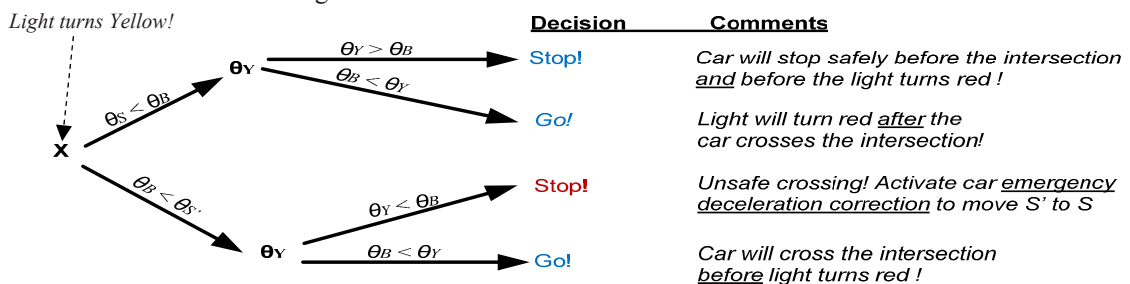 Light turns Yellow!
Decision Comments
X
θS < θB
θY
θY > θB
Stop!
Car will stop safely before the intersection
and before the light turns red !
θB < θY
Go!
Light will turn red after the
car crosses the intersection!
θB < θS'
θY
θY < θB
Stop!
Unsafe crossing! Activate car emergency
deceleration correction to move S' to S
θB < θY
Go!
Car will cross the intersection
before light turns red !